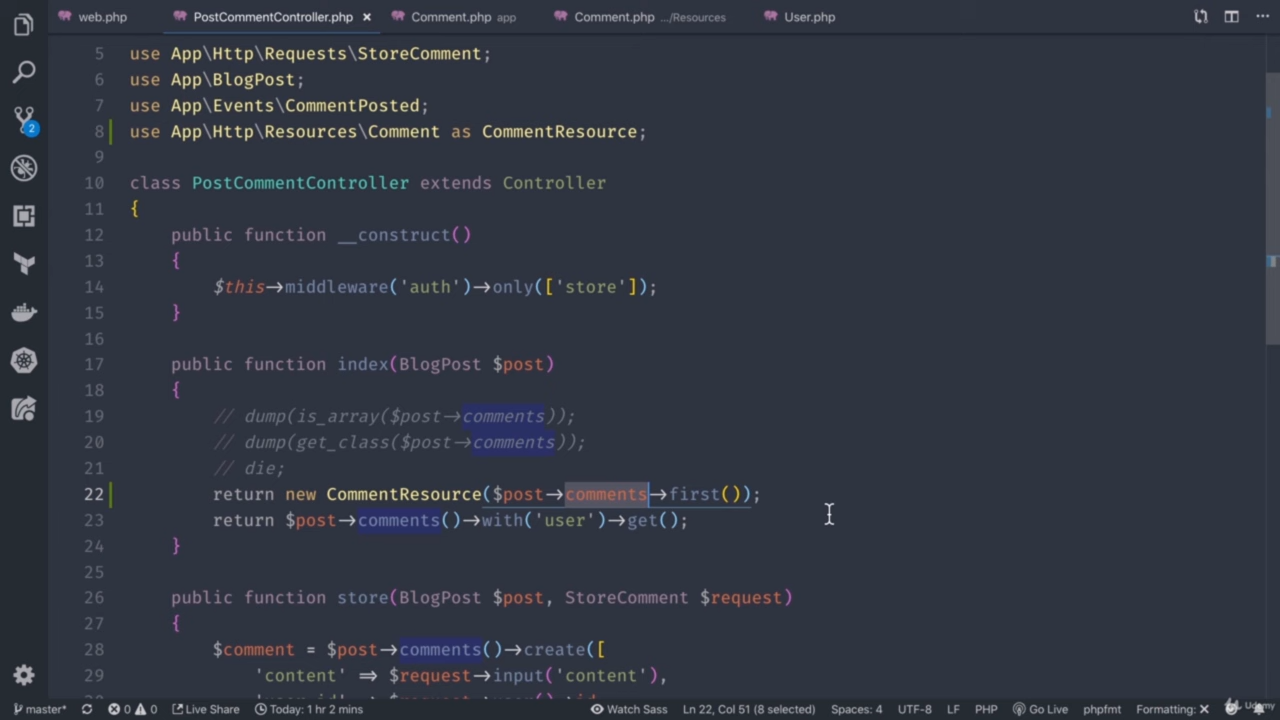 web.php PostCommentController.php × Comment.php app Comment.php .../Resources User.php
5 use App\Http\Requests\StoreComment;
6 use App\BlogPost;
7 use App\Events\CommentPosted;
8 use App\Http\Resources\Comment as CommentResource;
9
10 class PostCommentController extends Controller
11 {
12 public function __construct()
13 {
14 $this->middleware('auth')->only(['store']);
15 }
16
17 public function index(BlogPost $post)
18 {
19 // dump(is_array($post->comments));
20 // dump(get_class($post->comments));
21 // die;
22 return new CommentResource($post->comments->first());
23 return $post->comments()->with('user')->get();
24 }
25
26 public function store(BlogPost $post, StoreComment $request)
27 {
28 $comment = $post->comments()->create([
29 'content' => $request->input('content'),
2
master* 0 0 Live Share Today: 1 hr 2 mins Watch Sass Ln 22, Col 51 (8 selected) Spaces: 4 UTF-8 LF PHP Go Live phpfmt Formatting: × Udemy